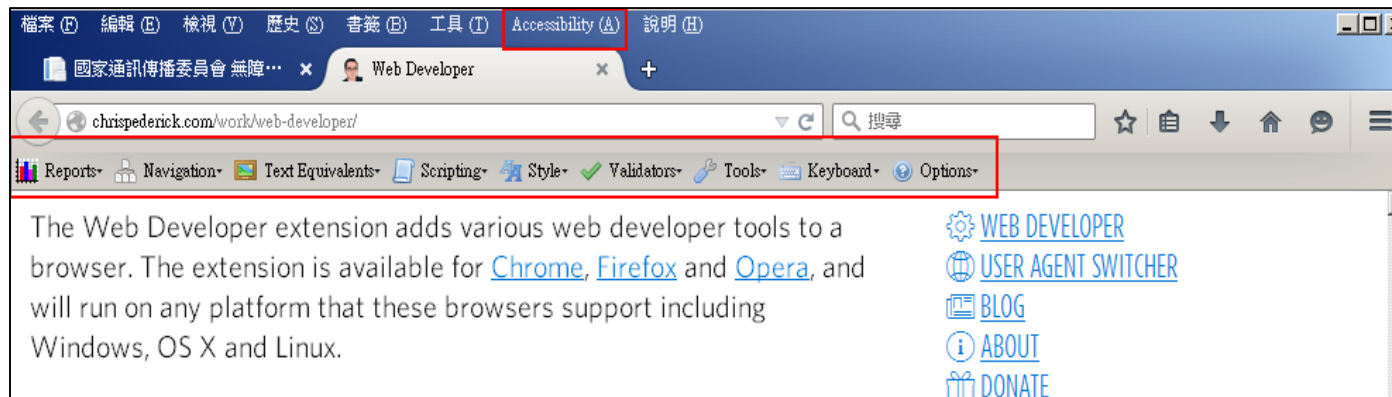 檔案 (F) 編輯 (E) 檢視 (V) 歷史 (S) 書籤 (B) 工具 (T) Accessibility (A) 說明 (H)
國家通訊傳播委員會 無障… Web Developer
chrispederick.com/work/web-developer/ 搜尋
Reports Navigation Text Equivalents Scripting Style Validators Tools Keyboard Options
The Web Developer extension adds various web developer tools to a
browser. The extension is available for Chrome, Firefox and Opera, and
will run on any platform that these browsers support including
Windows, OS X and Linux.
WEB DEVELOPER
USER AGENT SWITCHER
BLOG
ABOUT
DONATE